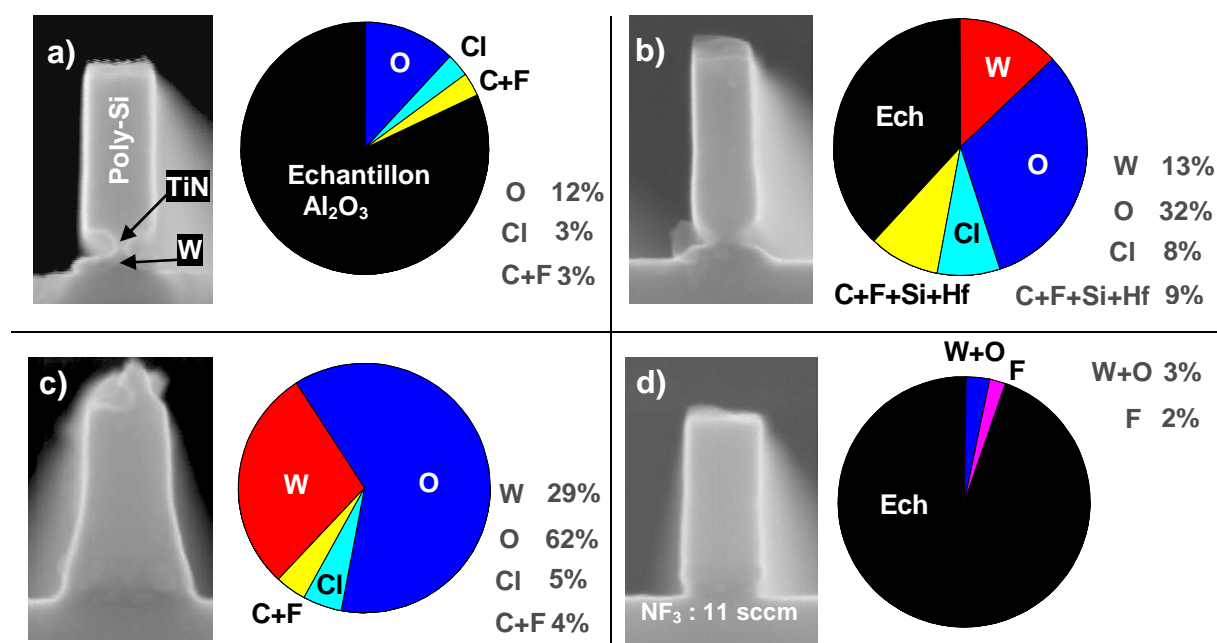 a)
Poly-Si
TiN
W
O
Cl
C+F
Echantillon
Al₂O₃
O 12%
Cl 3%
C+F 3%
b)
Ech
W
O
Cl
C+F+Si+Hf
W 13%
O 32%
Cl 8%
C+F+Si+Hf 9%
c)
W
O
Cl
C+F
W 29%
O 62%
Cl 5%
C+F 4%
d)
NF₃ : 11 sccm
W+O
F
Ech
W+O 3%
F 2%